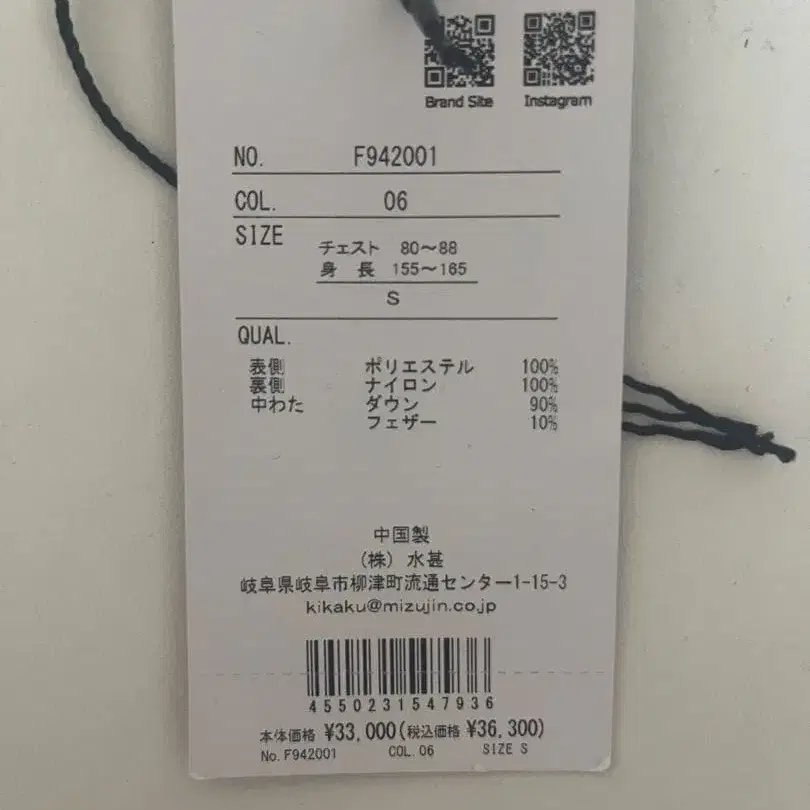 Brand Site Instagram
NO. F942001
COL. 06
SIZE チェスト 80～88
身 長 155～165
S
QUAL.
表側 ポリエステル 100%
裏側 ナイロン 100%
中わた ダウン 90%
フェザー 10%
中国製
(株) 水甚
岐阜県岐阜市柳津町流通センター1-15-3
kikaku@mizujin.co.jp
4550231547936
本体価格 ¥33,000(税込価格 ¥36,300)
No.F942001 COL.06 SIZE S